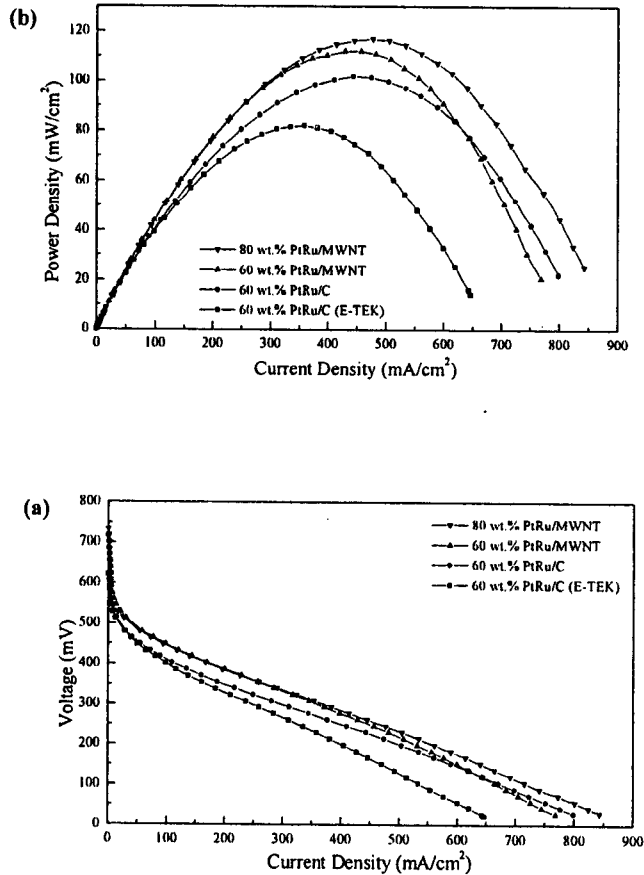 (b)
120
100
80
60
40
20
0
Power Density (mW/cm²)
80 wt.% PtRu/MWNT
60 wt.% PtRu/MWNT
60 wt.% PtRu/C
60 wt.% PtRu/C (E-TEK)
0 100 200 300 400 500 600 700 800 900
Current Density (mA/cm²)
(a)
800
700
600
500
400
300
200
100
0
Voltage (mV)
80 wt.% PtRu/MWNT
60 wt.% PtRu/MWNT
60 wt.% PtRu/C
60 wt.% PtRu/C (E-TEK)
0 100 200 300 400 500 600 700 800 900
Current Density (mA/cm²)